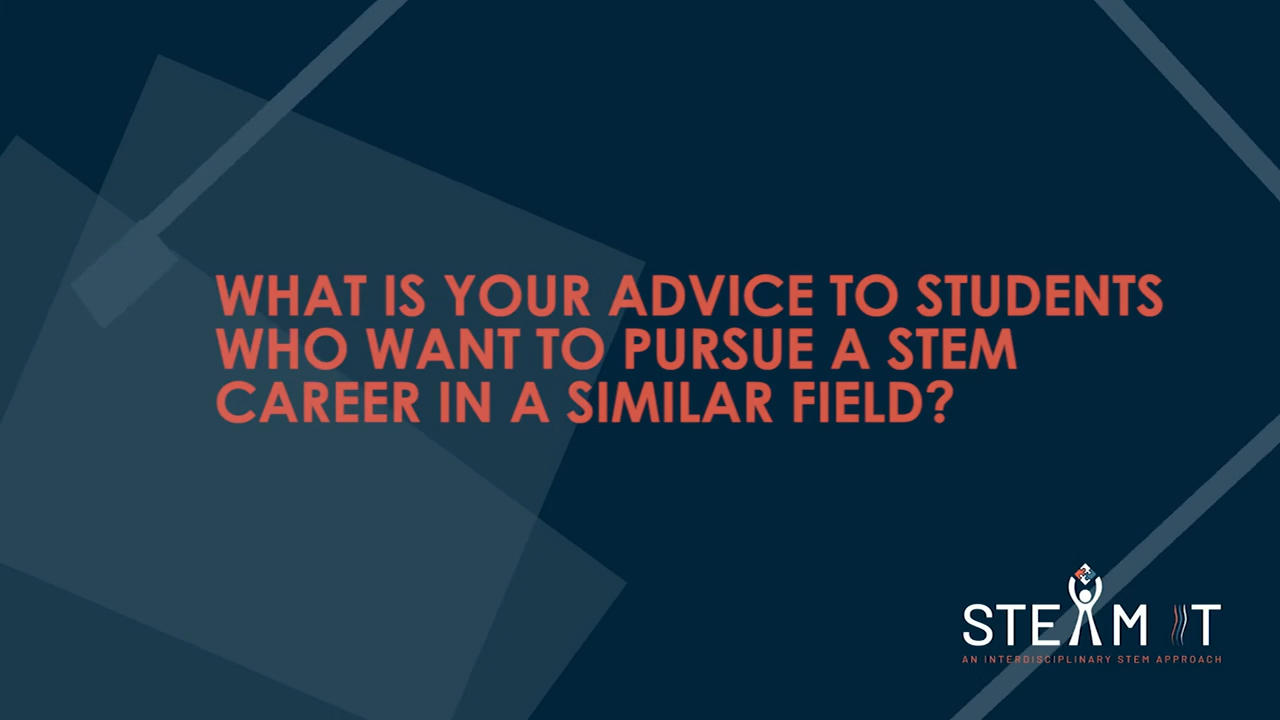 WHAT IS YOUR ADVICE TO STUDENTS
WHO WANT TO PURSUE A STEM
CAREER IN A SIMILAR FIELD?
STEAM IT
AN INTERDISCIPLINARY STEM APPROACH